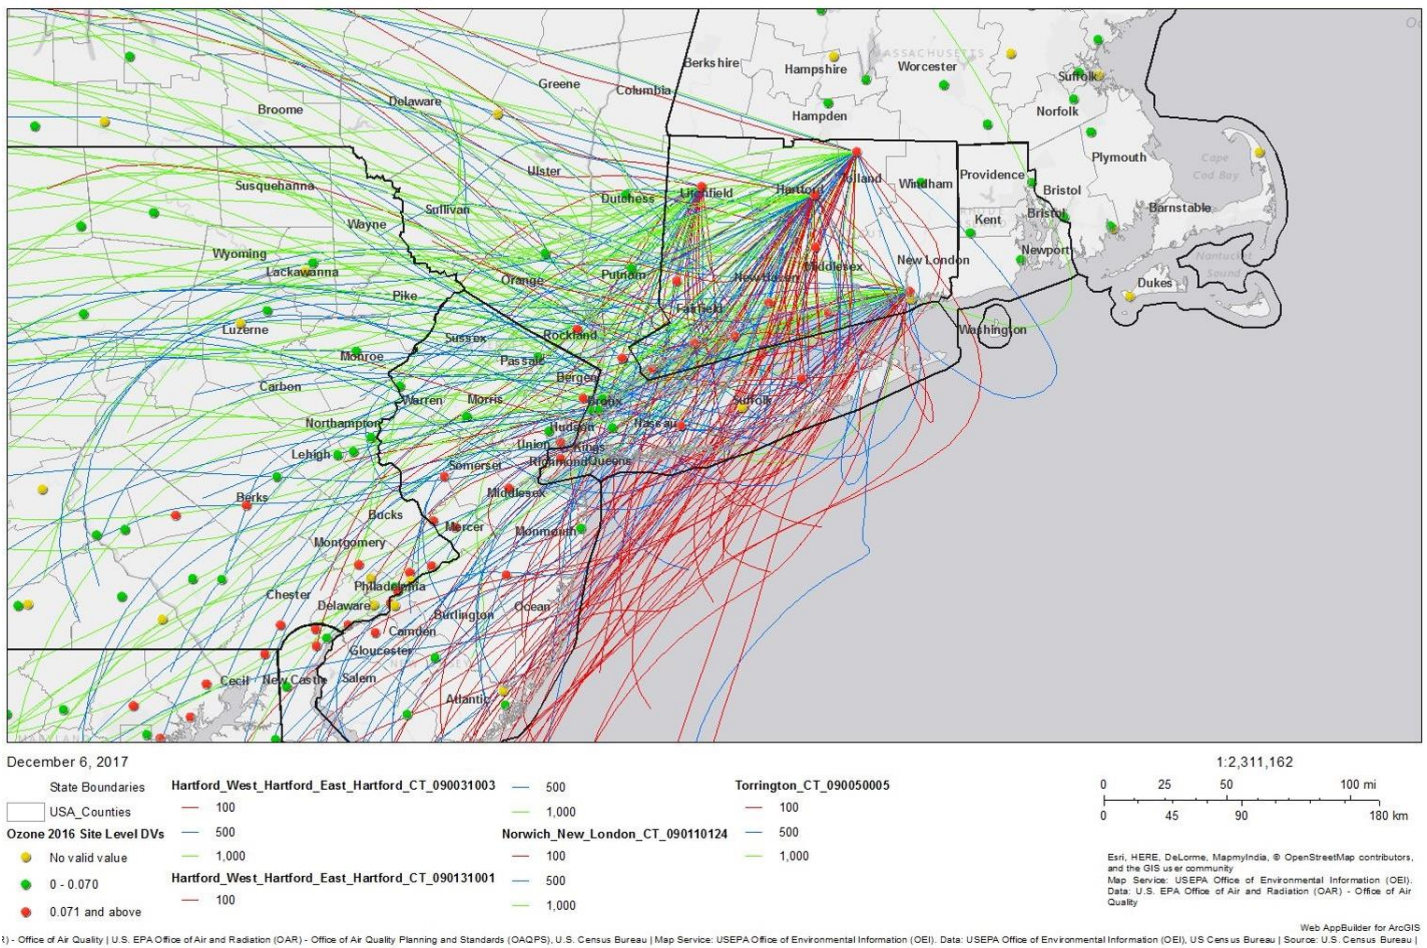 Berkshire
MASSACHUSETTS
Hampshire
Worcester
Suffolk
Greene
Columbia
Delaware
Broome
Hampden
Norfolk
Plymouth
Cape
Cod Bay
Ulster
Susquehanna
Dutchess
Litchfield
Hartford
Tolland
Windham
Providence
Bristol
Sullivan
Wayne
Kent
Bristol
Barnstable
Newport
Wyoming
Lackawanna
Orange
Putnam
New Haven
Middlesex
New London
Nantucket
Sound
Dukes
Pike
Fairfield
Luzerne
Sussex
Rockland
Washington
Monroe
Passaic
Bergen
Carbon
Warren
Morris
Bronx
Suffolk
Northampton
Hudson
Nassau
Lehigh
Union
Kings
Somerset
Richmond
Queens
Berks
Middlesex
Bucks
Mercer
Monmouth
Montgomery
Philadelphia
Chester
Delaware
Burlington
Ocean
Camden
Gloucester
Cecil
New Castle
Salem
Atlantic
December 6, 2017
State Boundaries
USA_Counties
Ozone 2016 Site Level DVs
No valid value
0 - 0.070
0.071 and above
Hartford_West_Hartford_East_Hartford_CT_090031003
100
500
1,000
Hartford_West_Hartford_East_Hartford_CT_090131001
100
500
1,000
Norwich_New_London_CT_090110124
100
500
1,000
Torrington_CT_090050005
100
500
1,000
1:2,311,162
0 25 50 100 mi
0 45 90 180 km
Esri, HERE, DeLorme, MapmyIndia, © OpenStreetMap contributors,
and the GIS user community
Map Service: USEPA Office of Environmental Information (OEI).
Data: U.S. EPA Office of Air and Radiation (OAR) - Office of Air
Quality
Web AppBuilder for ArcGIS
R) - Office of Air Quality | U.S. EPA Office of Air and Radiation (OAR) - Office of Air Quality Planning and Standards (OAQPS), U.S. Census Bureau | Map Service: USEPA Office of Environmental Information (OEI). Data: USEPA Office of Environmental Information (OEI), US Census Bureau | Source: U.S. Census Bureau |